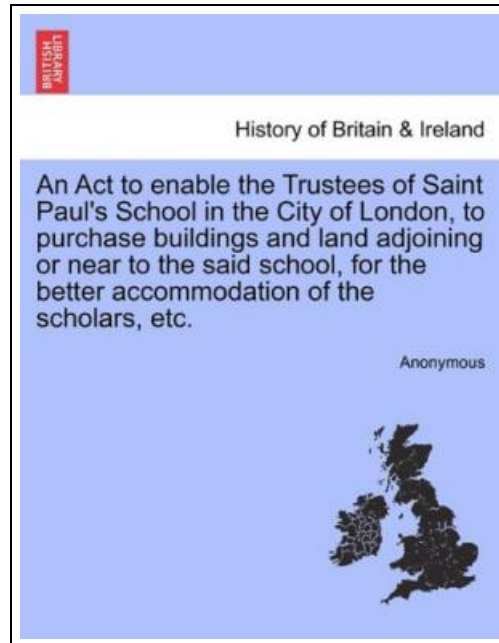 BRITISH
LIBRARY
History of Britain & Ireland
An Act to enable the Trustees of Saint
Paul's School in the City of London, to
purchase buildings and land adjoining
or near to the said school, for the
better accommodation of the
scholars, etc.
Anonymous